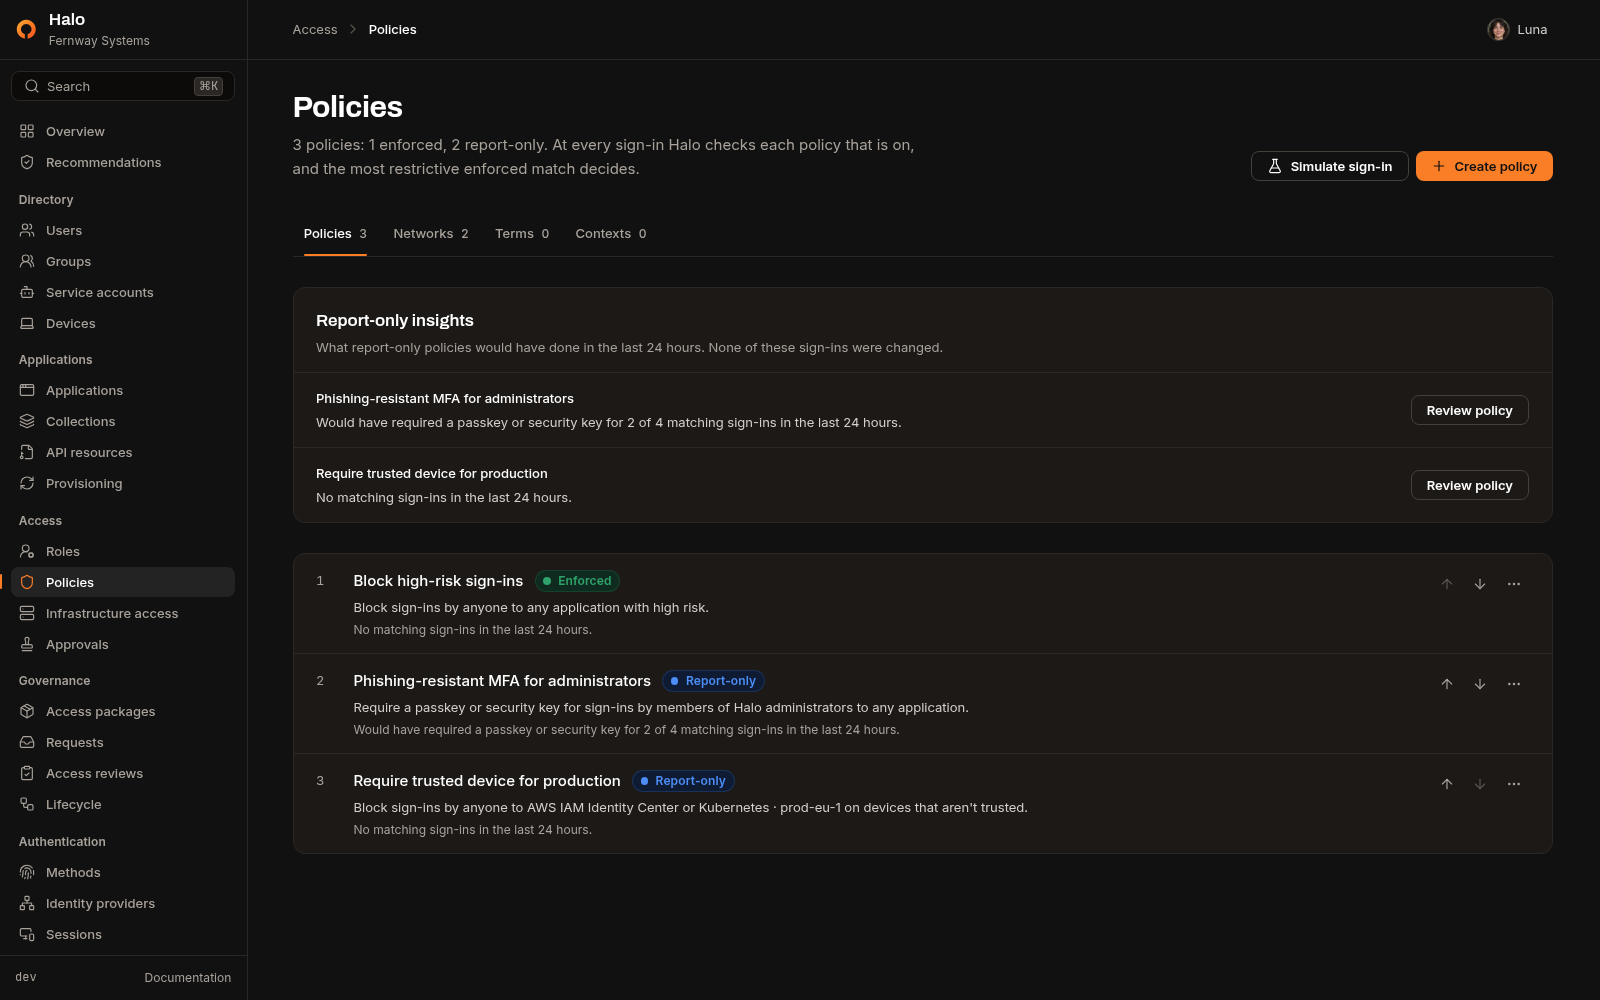 Halo
Fernway Systems
Search ⌘K
Overview
Recommendations
Directory
Users
Groups
Service accounts
Devices
Applications
Applications
Collections
API resources
Provisioning
Access
Roles
Policies
Infrastructure access
Approvals
Governance
Access packages
Requests
Access reviews
Lifecycle
Authentication
Methods
Identity providers
Sessions
dev Documentation
Access Policies
Luna
Policies
3 policies: 1 enforced, 2 report-only. At every sign-in Halo checks each policy that is on,
and the most restrictive enforced match decides.
Simulate sign-in Create policy
Policies 3 Networks 2 Terms 0 Contexts 0
Report-only insights
What report-only policies would have done in the last 24 hours. None of these sign-ins were changed.
Phishing-resistant MFA for administrators
Would have required a passkey or security key for 2 of 4 matching sign-ins in the last 24 hours.
Review policy
Require trusted device for production
No matching sign-ins in the last 24 hours.
Review policy
1 Block high-risk sign-ins Enforced
Block sign-ins by anyone to any application with high risk.
No matching sign-ins in the last 24 hours.
2 Phishing-resistant MFA for administrators Report-only
Require a passkey or security key for sign-ins by members of Halo administrators to any application.
Would have required a passkey or security key for 2 of 4 matching sign-ins in the last 24 hours.
3 Require trusted device for production Report-only
Block sign-ins by anyone to AWS IAM Identity Center or Kubernetes · prod-eu-1 on devices that aren't trusted.
No matching sign-ins in the last 24 hours.